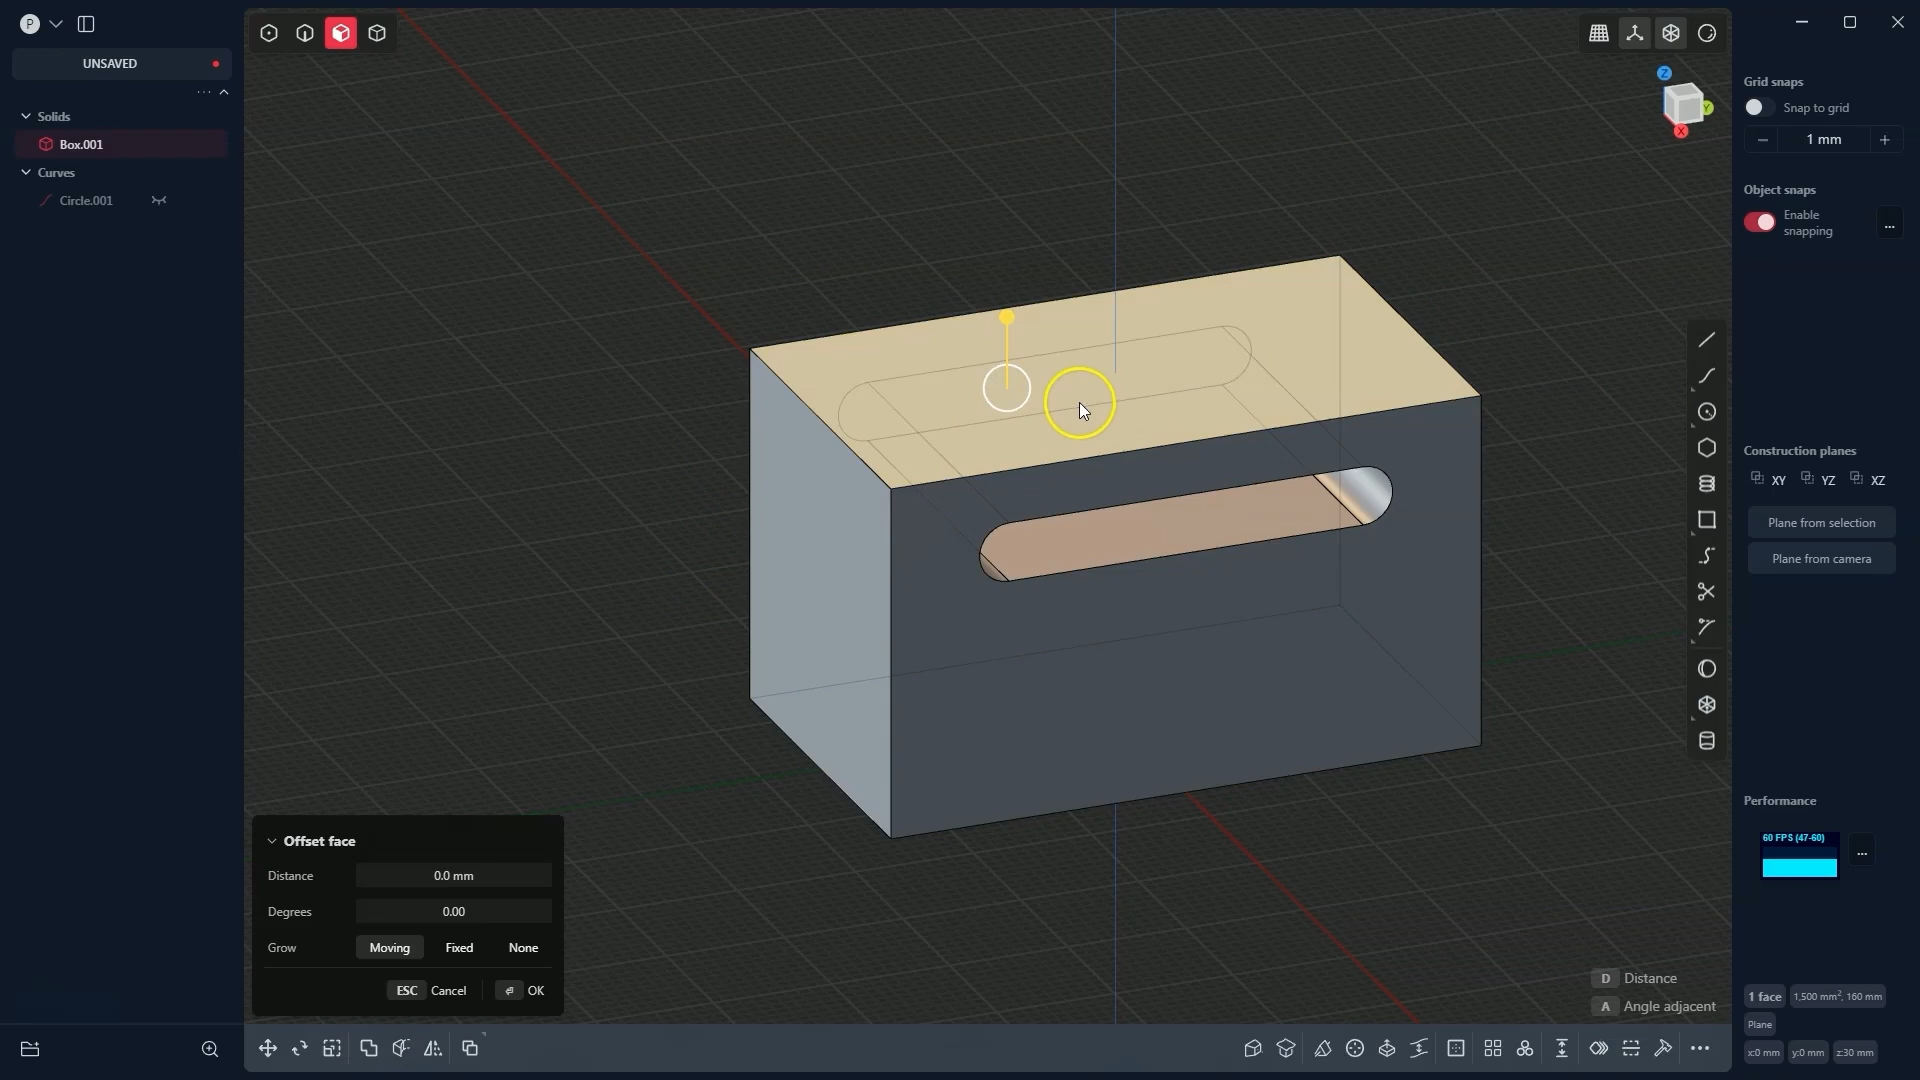 P
UNSAVED
Solids
Box.001
Curves
Circle.001
Offset face
Distance 0.0 mm
Degrees 0.00
Grow Moving Fixed None
ESC Cancel OK
D Distance
A Angle adjacent
Z
Y
X
Grid snaps
Snap to grid
− 1 mm +
Object snaps
Enable
snapping
...
Construction planes
XY YZ XZ
Plane from selection
Plane from camera
Performance
60 FPS (47-60)
...
1 face 1,500 mm², 160 mm
Plane
x:0 mm y:0 mm z:30 mm